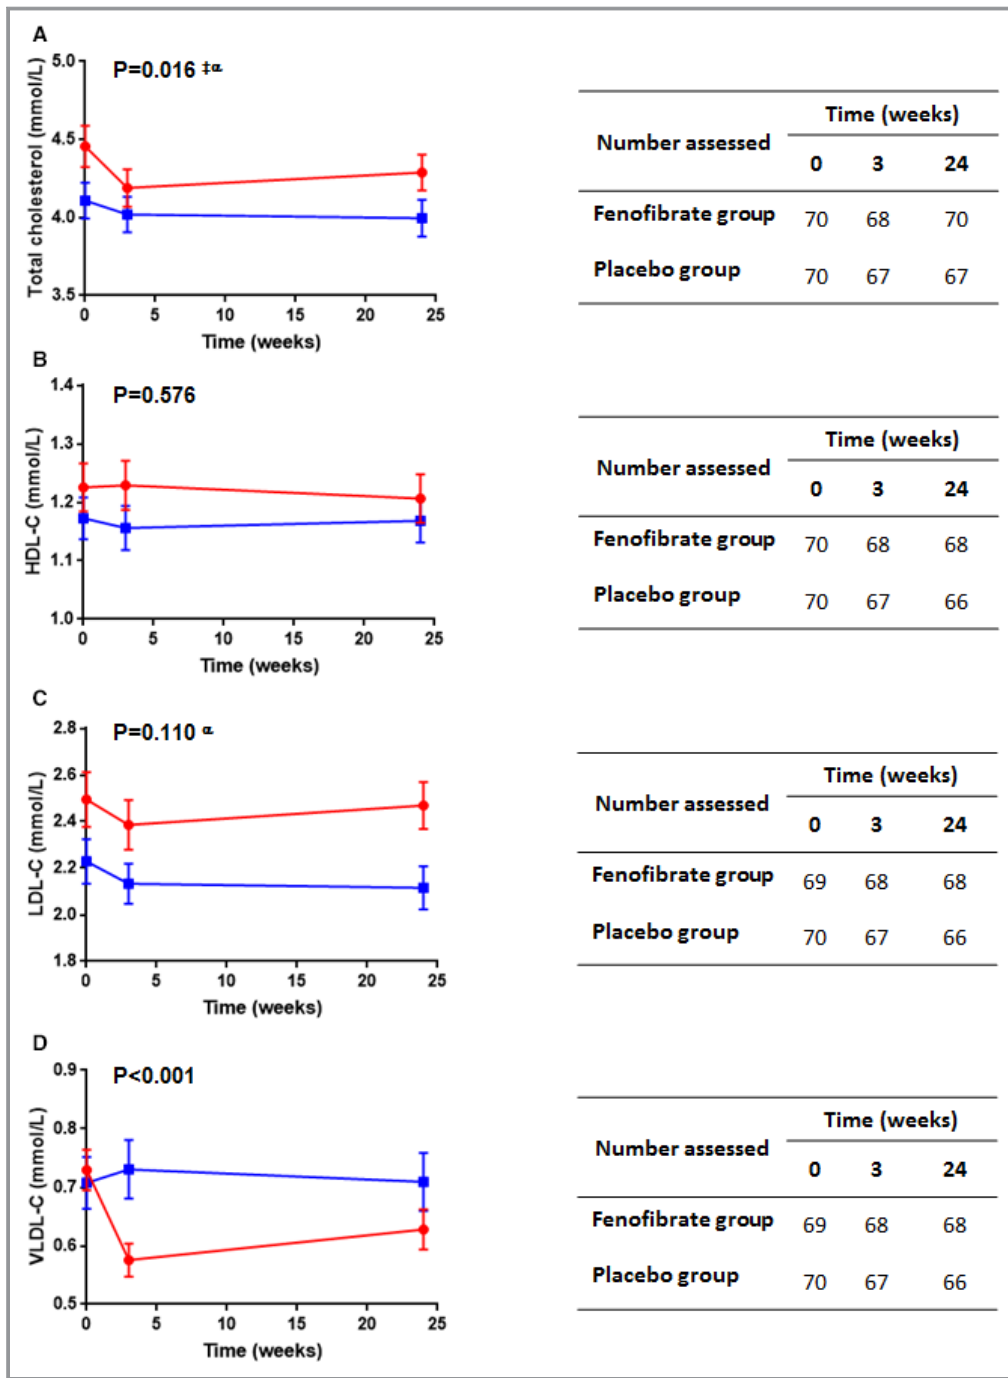 A
P=0.016 ‡α
Total cholesterol (mmol/L)
5.0
4.5
4.0
3.5
0 5 10 15 20 25
Time (weeks)
Number assessed
Time (weeks)
0 3 24
Fenofibrate group 70 68 70
Placebo group 70 67 67
B
P=0.576
HDL-C (mmol/L)
1.4
1.3
1.2
1.1
1.0
0 5 10 15 20 25
Time (weeks)
Number assessed
Time (weeks)
0 3 24
Fenofibrate group 70 68 68
Placebo group 70 67 66
C
P=0.110 α
LDL-C (mmol/L)
2.8
2.6
2.4
2.2
2.0
1.8
0 5 10 15 20 25
Time (weeks)
Number assessed
Time (weeks)
0 3 24
Fenofibrate group 69 68 68
Placebo group 70 67 66
D
P<0.001
VLDL-C (mmol/L)
0.9
0.8
0.7
0.6
0.5
0 5 10 15 20 25
Time (weeks)
Number assessed
Time (weeks)
0 3 24
Fenofibrate group 69 68 68
Placebo group 70 67 66